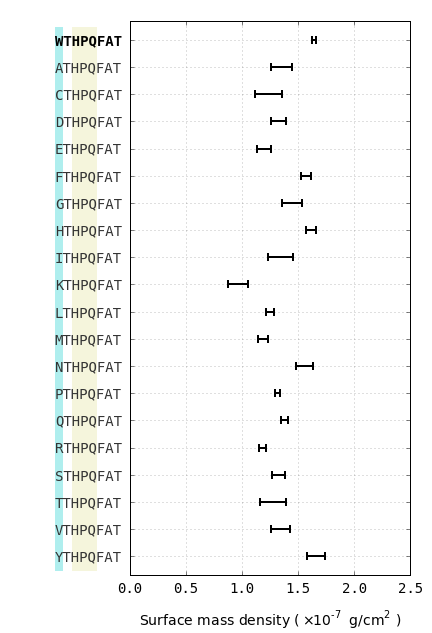 WTHPQFAT
ATHPQFAT
CTHPQFAT
DTHPQFAT
ETHPQFAT
FTHPQFAT
GTHPQFAT
HTHPQFAT
ITHPQFAT
KTHPQFAT
LTHPQFAT
MTHPQFAT
NTHPQFAT
PTHPQFAT
QTHPQFAT
RTHPQFAT
STHPQFAT
TTHPQFAT
VTHPQFAT
YTHPQFAT
0.0 0.5 1.0 1.5 2.0 2.5
Surface mass density ( ×10⁻⁷ g/cm² )